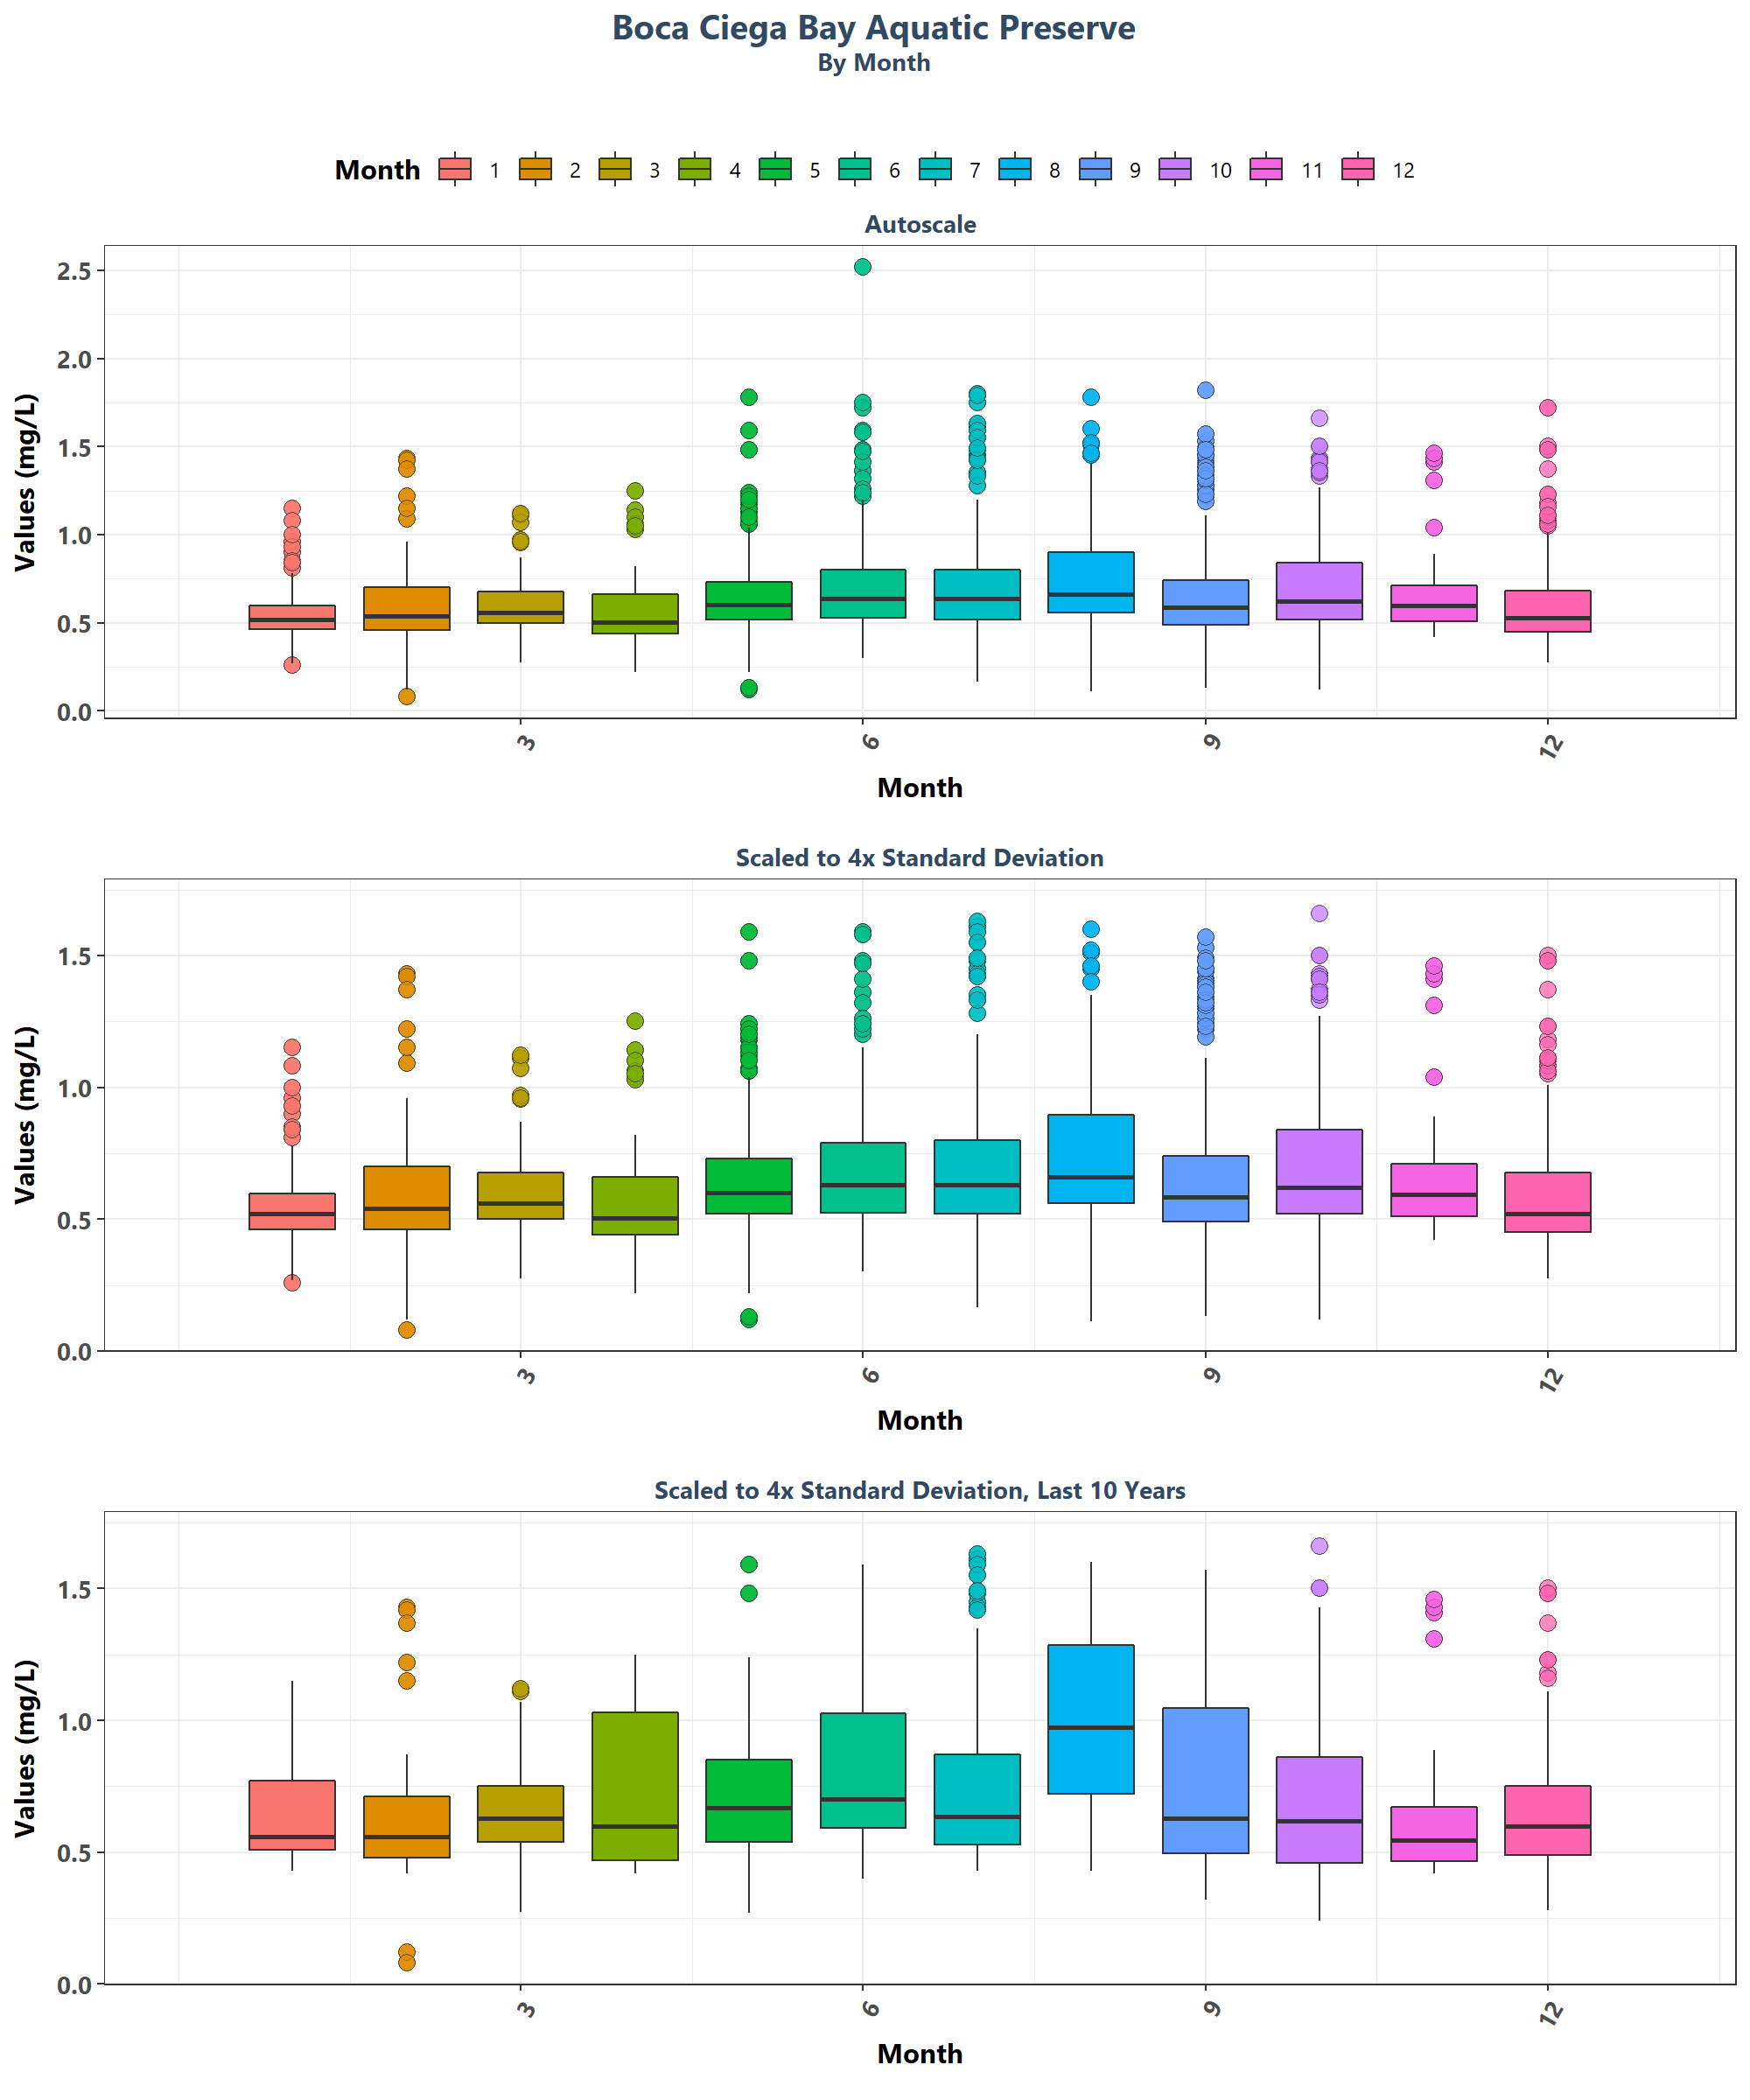 Boca Ciega Bay Aquatic Preserve
By Month
Month 1 2 3 4 5 6 7 8 9 10 11 12
Autoscale
Values (mg/L)
2.5
2.0
1.5
1.0
0.5
0.0
3 6 9 12
Month
Scaled to 4x Standard Deviation
Values (mg/L)
1.5
1.0
0.5
0.0
3 6 9 12
Month
Scaled to 4x Standard Deviation, Last 10 Years
Values (mg/L)
1.5
1.0
0.5
0.0
3 6 9 12
Month